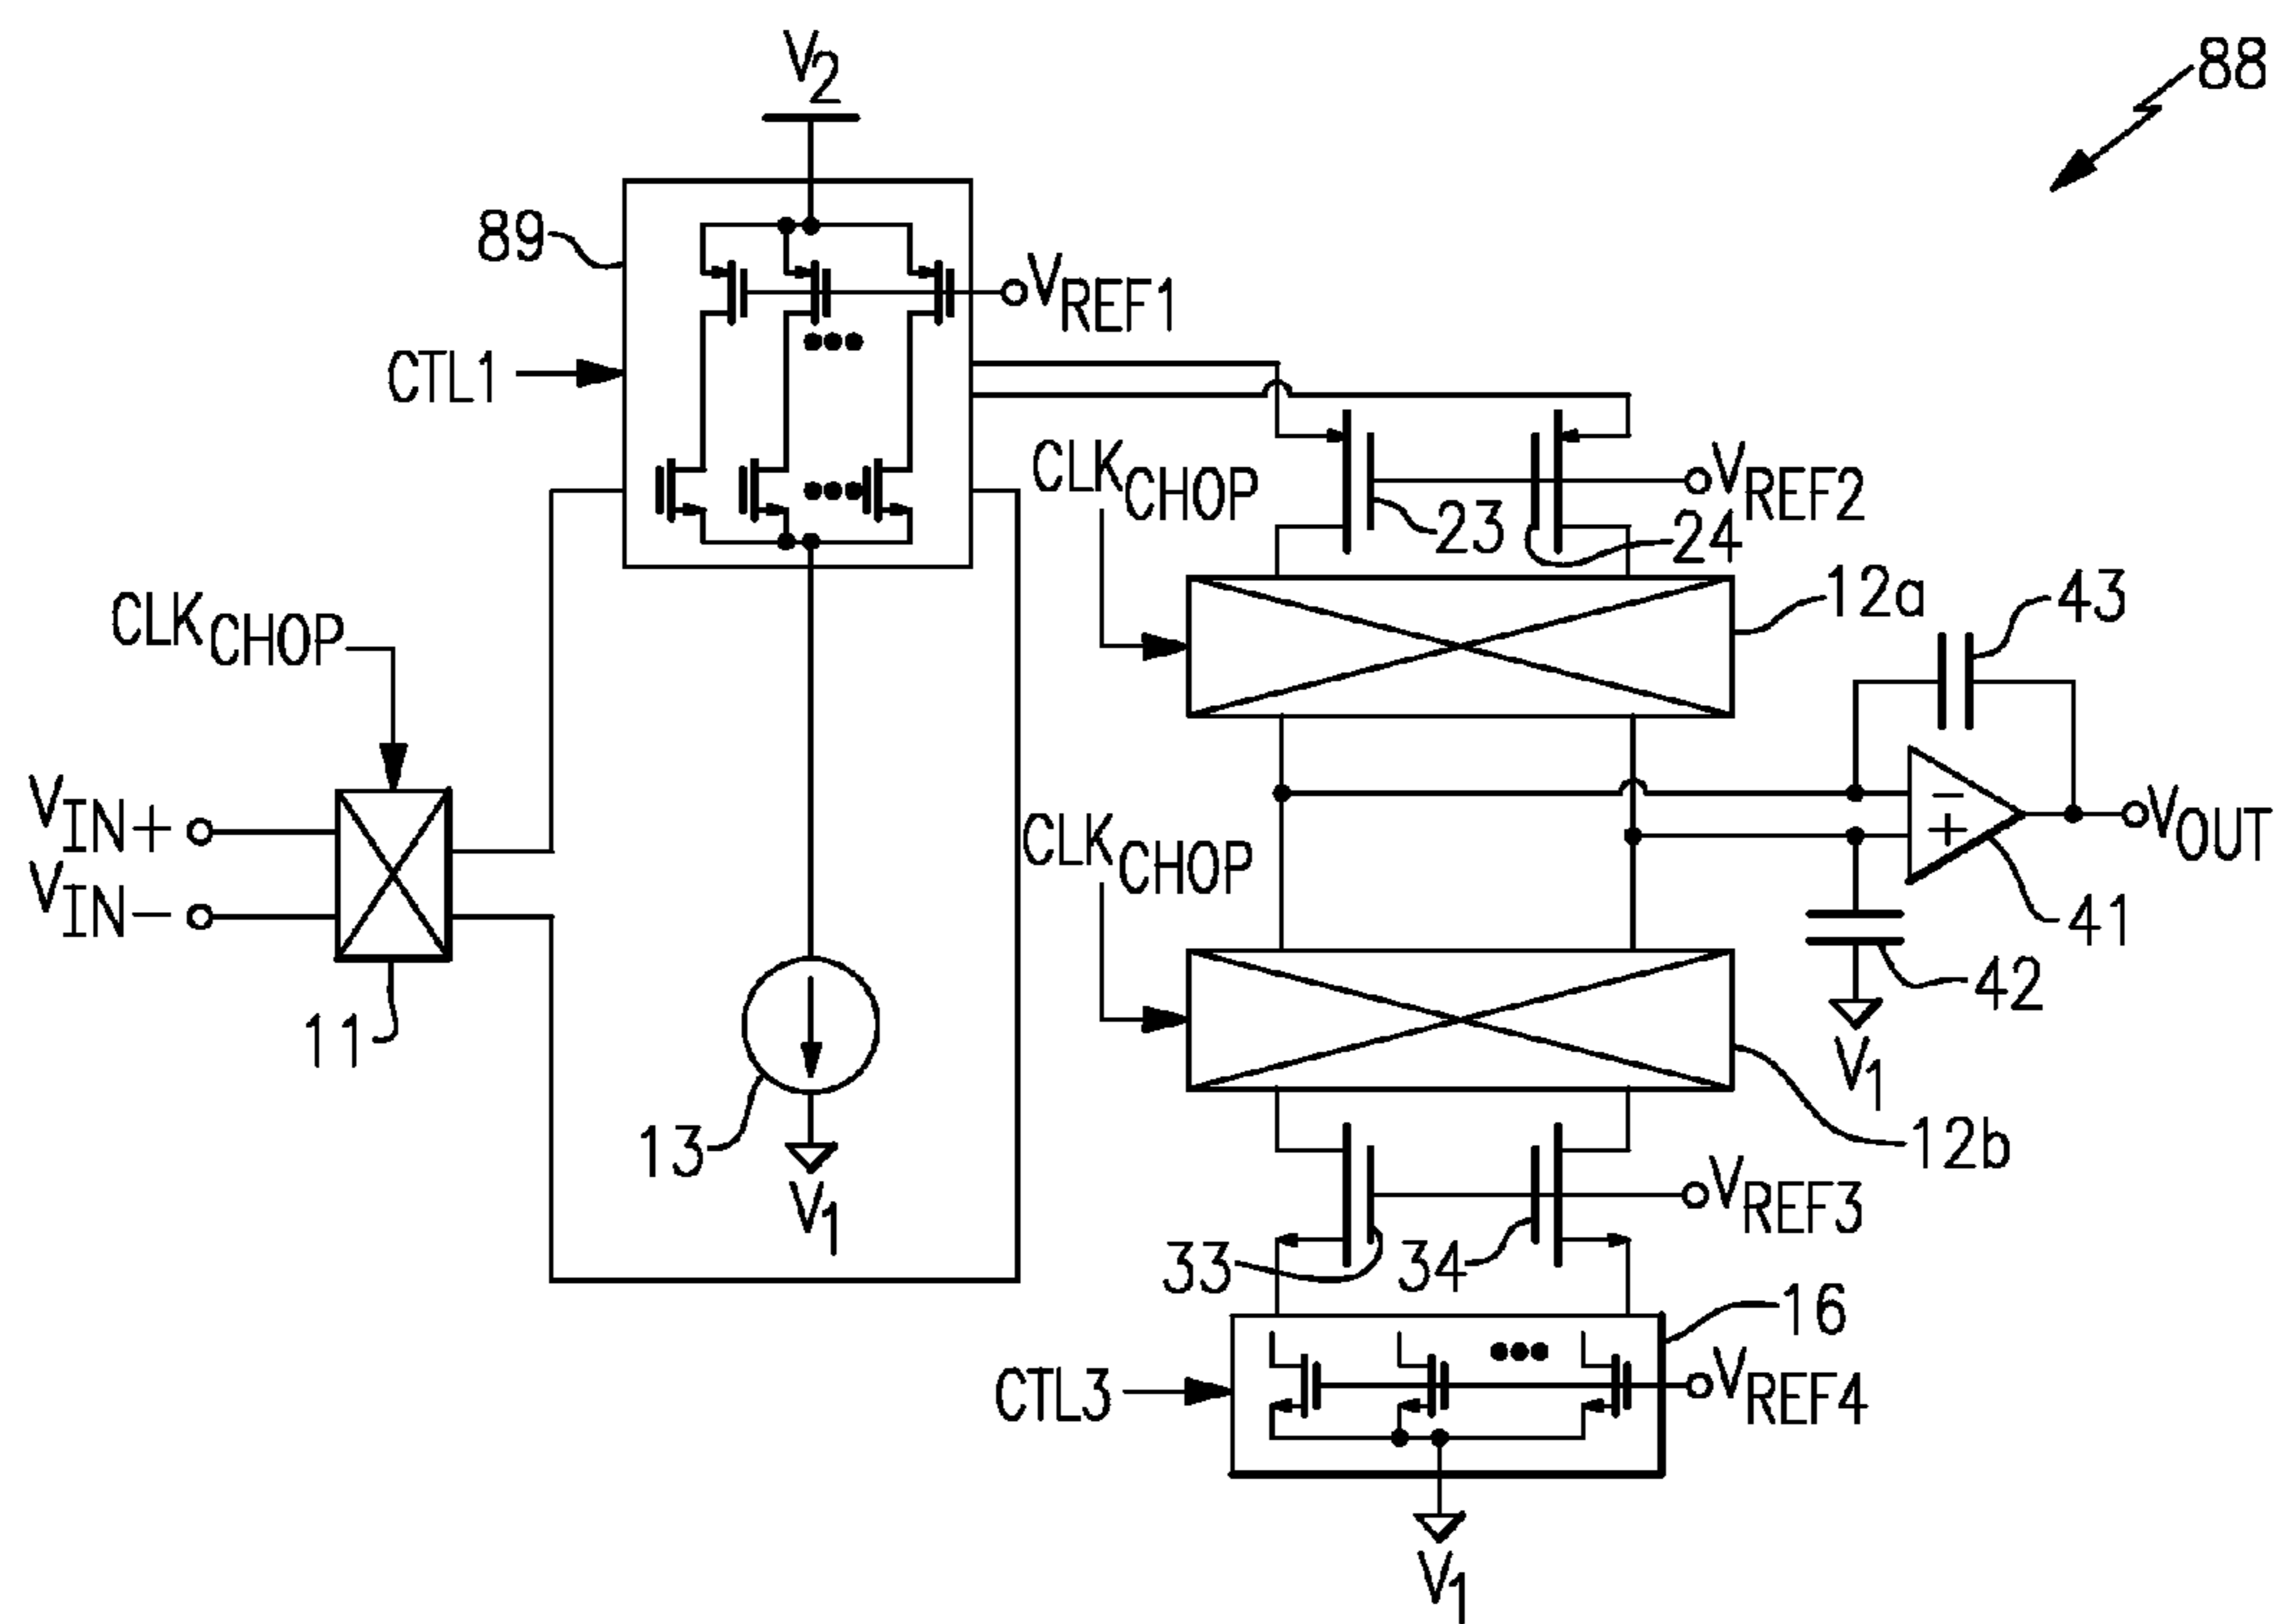 88
V2
89
VREF1
CTL1
CLKCHOP
VREF2
23
24
12a
43
CLKCHOP
VIN+
VIN-
11
CLKCHOP
VOUT
-
+
41
42
V1
13
V1
12b
VREF3
33
34
16
CTL3
VREF4
V1